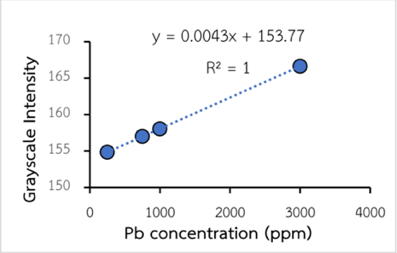 y = 0.0043x + 153.77
R² = 1
Grayscale Intensity
170
165
160
155
150
0 1000 2000 3000 4000
Pb concentration (ppm)